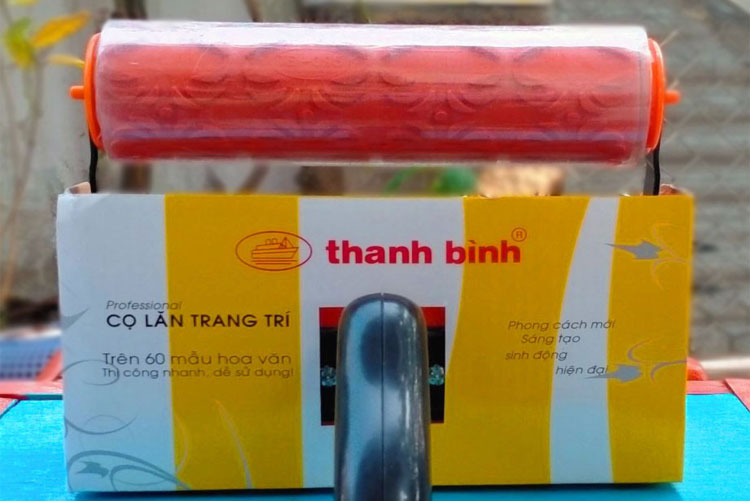 thanh bình ®
Professional
CỌ LĂN TRANG TRÍ
Trên 60 mẫu hoa văn
Thi công nhanh, dễ sử dụng!
Phong cách mới
Sáng tạo
sinh động
hiện đại